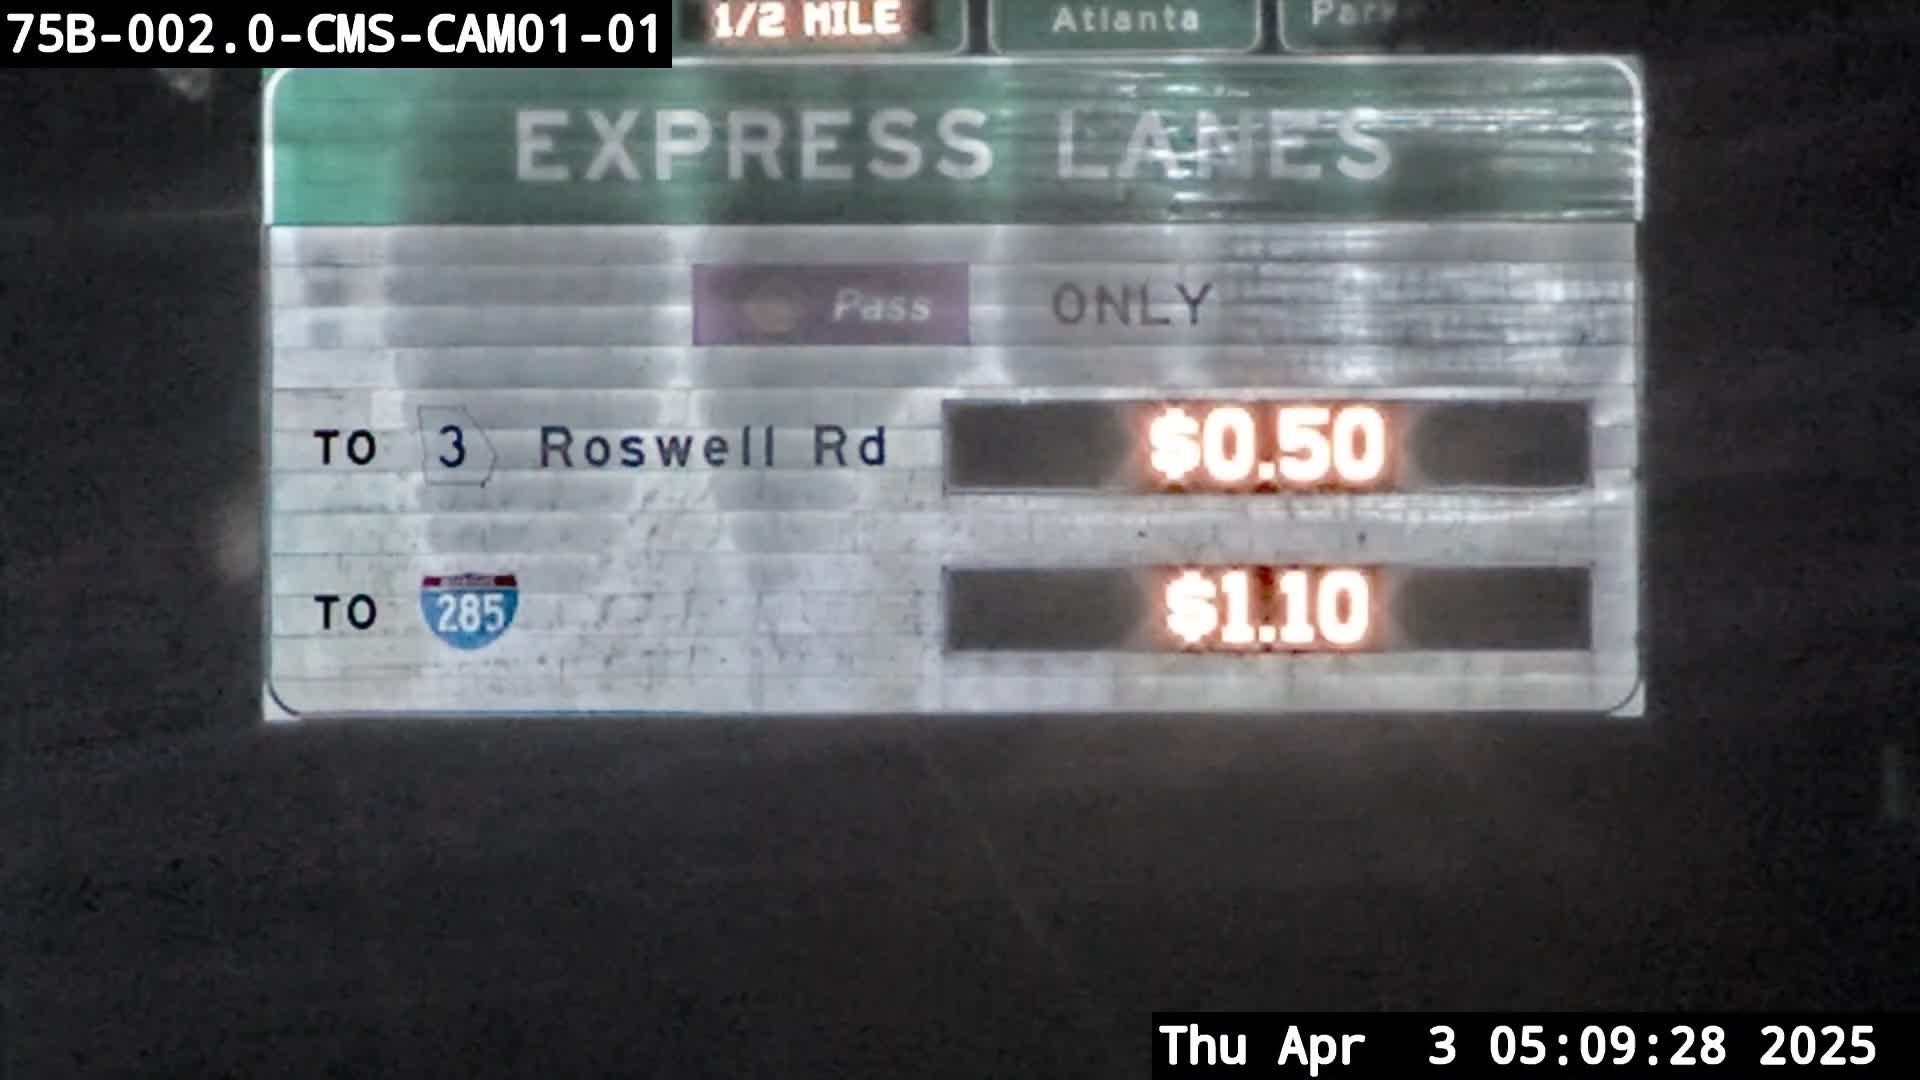 75B-002.0-CMS-CAM01-01
1/2 MILE
Atlanta
EXPRESS LANES
Pass ONLY
TO 3 Roswell Rd $0.50
TO 285 $1.10
Thu Apr 3 05:09:28 2025